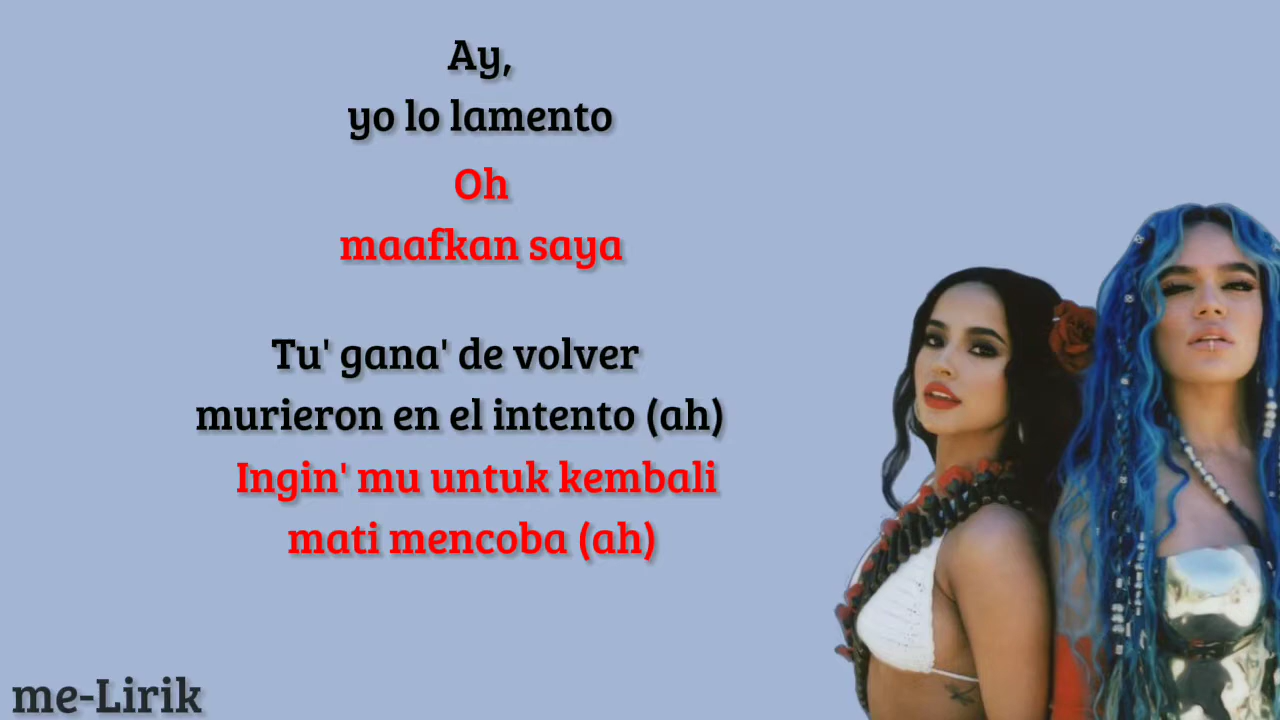 Ay,
yo lo lamento
Oh
maafkan saya
Tu' gana' de volver
murieron en el intento (ah)
Ingin' mu untuk kembali
mati mencoba (ah)
me-Lirik